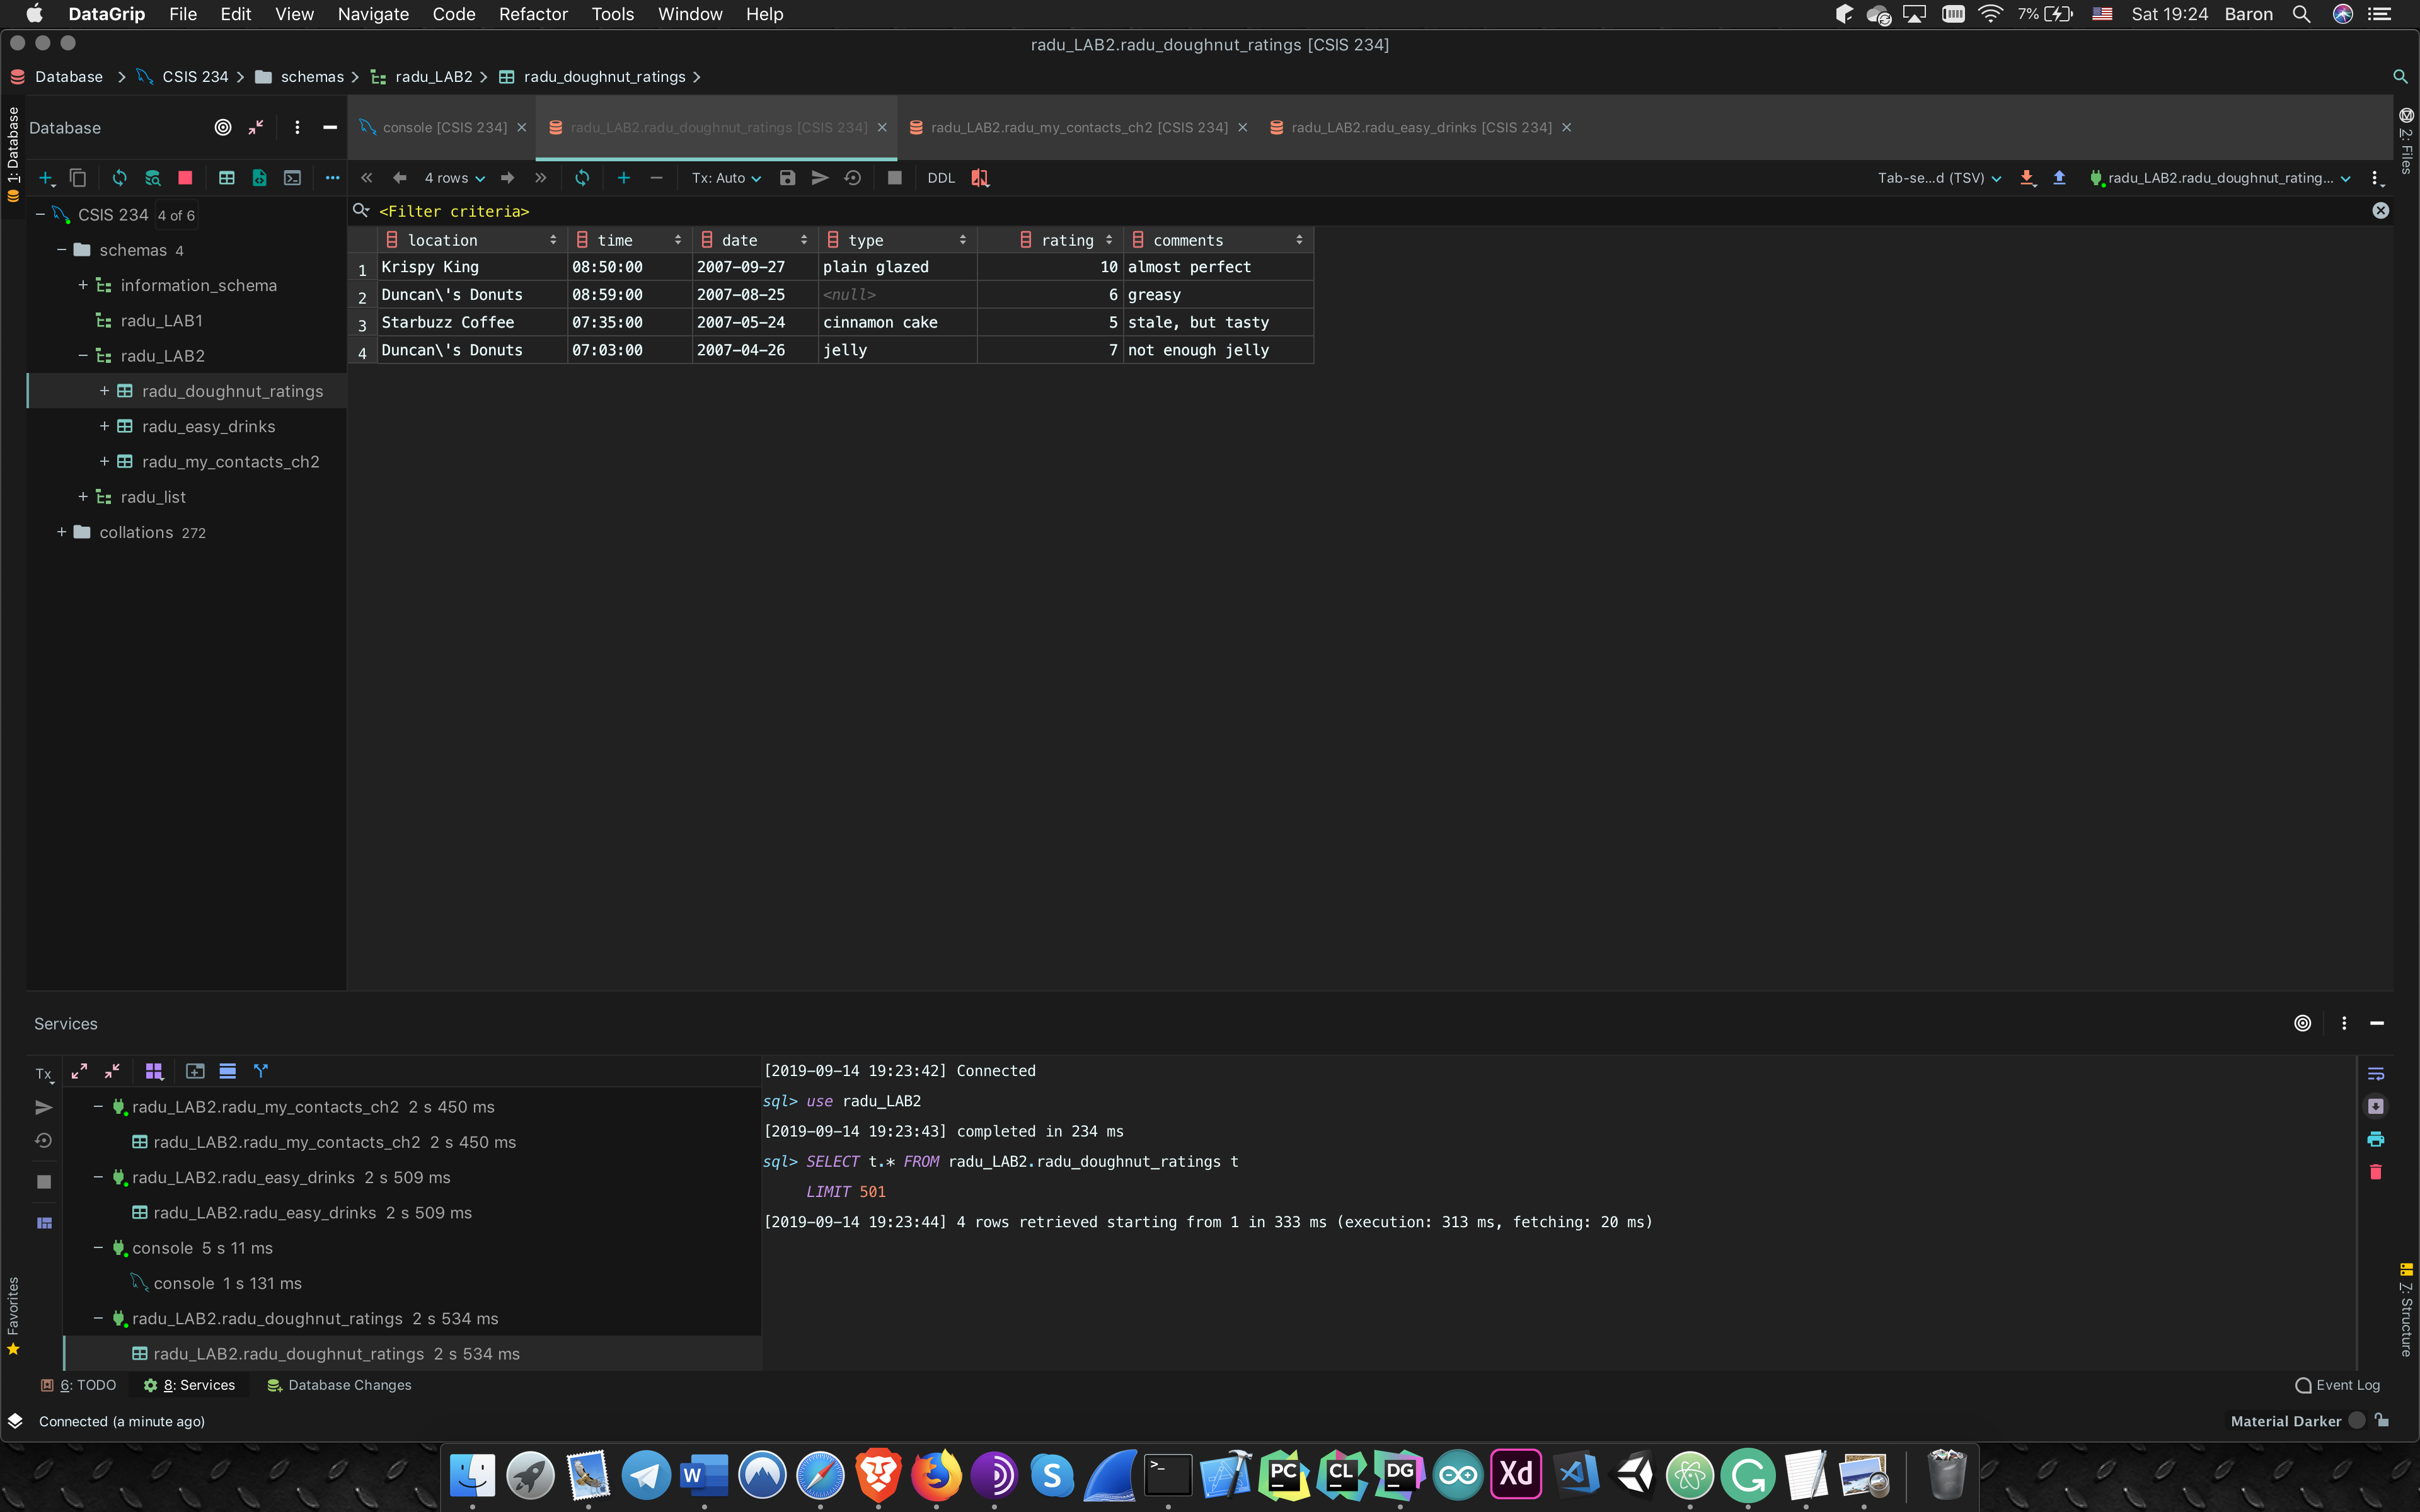 DataGrip File Edit View Navigate Code Refactor Tools Window Help 7% Sat 19:24 Baron
radu_LAB2.radu_doughnut_ratings [CSIS 234]
Database CSIS 234 schemas radu_LAB2 radu_doughnut_ratings
1: Database
Database
console [CSIS 234] radu_LAB2.radu_doughnut_ratings [CSIS 234] radu_LAB2.radu_my_contacts_ch2 [CSIS 234] radu_LAB2.radu_easy_drinks [CSIS 234]
2: Files
4 rows Tx: Auto DDL Tab-se...d (TSV) radu_LAB2.radu_doughnut_rating...
CSIS 234 4 of 6
schemas 4
information_schema
radu_LAB1
radu_LAB2
radu_doughnut_ratings
radu_easy_drinks
radu_my_contacts_ch2
radu_list
collations 272
<Filter criteria>
location time date type rating comments
1 Krispy King 08:50:00 2007-09-27 plain glazed 10 almost perfect
2 Duncan\'s Donuts 08:59:00 2007-08-25 <null> 6 greasy
3 Starbuzz Coffee 07:35:00 2007-05-24 cinnamon cake 5 stale, but tasty
4 Duncan\'s Donuts 07:03:00 2007-04-26 jelly 7 not enough jelly
Services
Tx
radu_LAB2.radu_my_contacts_ch2 2 s 450 ms
radu_LAB2.radu_my_contacts_ch2 2 s 450 ms
radu_LAB2.radu_easy_drinks 2 s 509 ms
radu_LAB2.radu_easy_drinks 2 s 509 ms
console 5 s 11 ms
console 1 s 131 ms
radu_LAB2.radu_doughnut_ratings 2 s 534 ms
radu_LAB2.radu_doughnut_ratings 2 s 534 ms
[2019-09-14 19:23:42] Connected
sql> use radu_LAB2
[2019-09-14 19:23:43] completed in 234 ms
sql> SELECT t.* FROM radu_LAB2.radu_doughnut_ratings t
LIMIT 501
[2019-09-14 19:23:44] 4 rows retrieved starting from 1 in 333 ms (execution: 313 ms, fetching: 20 ms)
Favorites
7: Structure
6: TODO 8: Services Database Changes Event Log
Connected (a minute ago) Material Darker
W S >_ PC CL DG Xd G